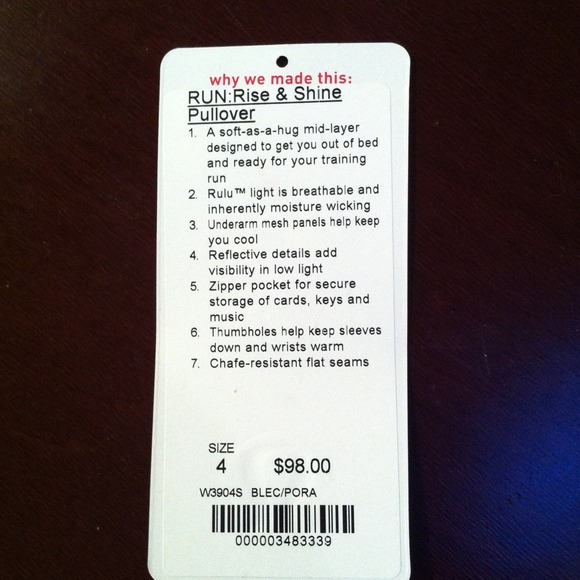 why we made this:
RUN:Rise & Shine
Pullover
1. A soft-as-a-hug mid-layer
designed to get you out of bed
and ready for your training
run
2. Rulu™ light is breathable and
inherently moisture wicking
3. Underarm mesh panels help keep
you cool
4. Reflective details add
visibility in low light
5. Zipper pocket for secure
storage of cards, keys and
music
6. Thumbholes help keep sleeves
down and wrists warm
7. Chafe-resistant flat seams
SIZE
4 $98.00
W3904S BLEC/PORA
000003483339